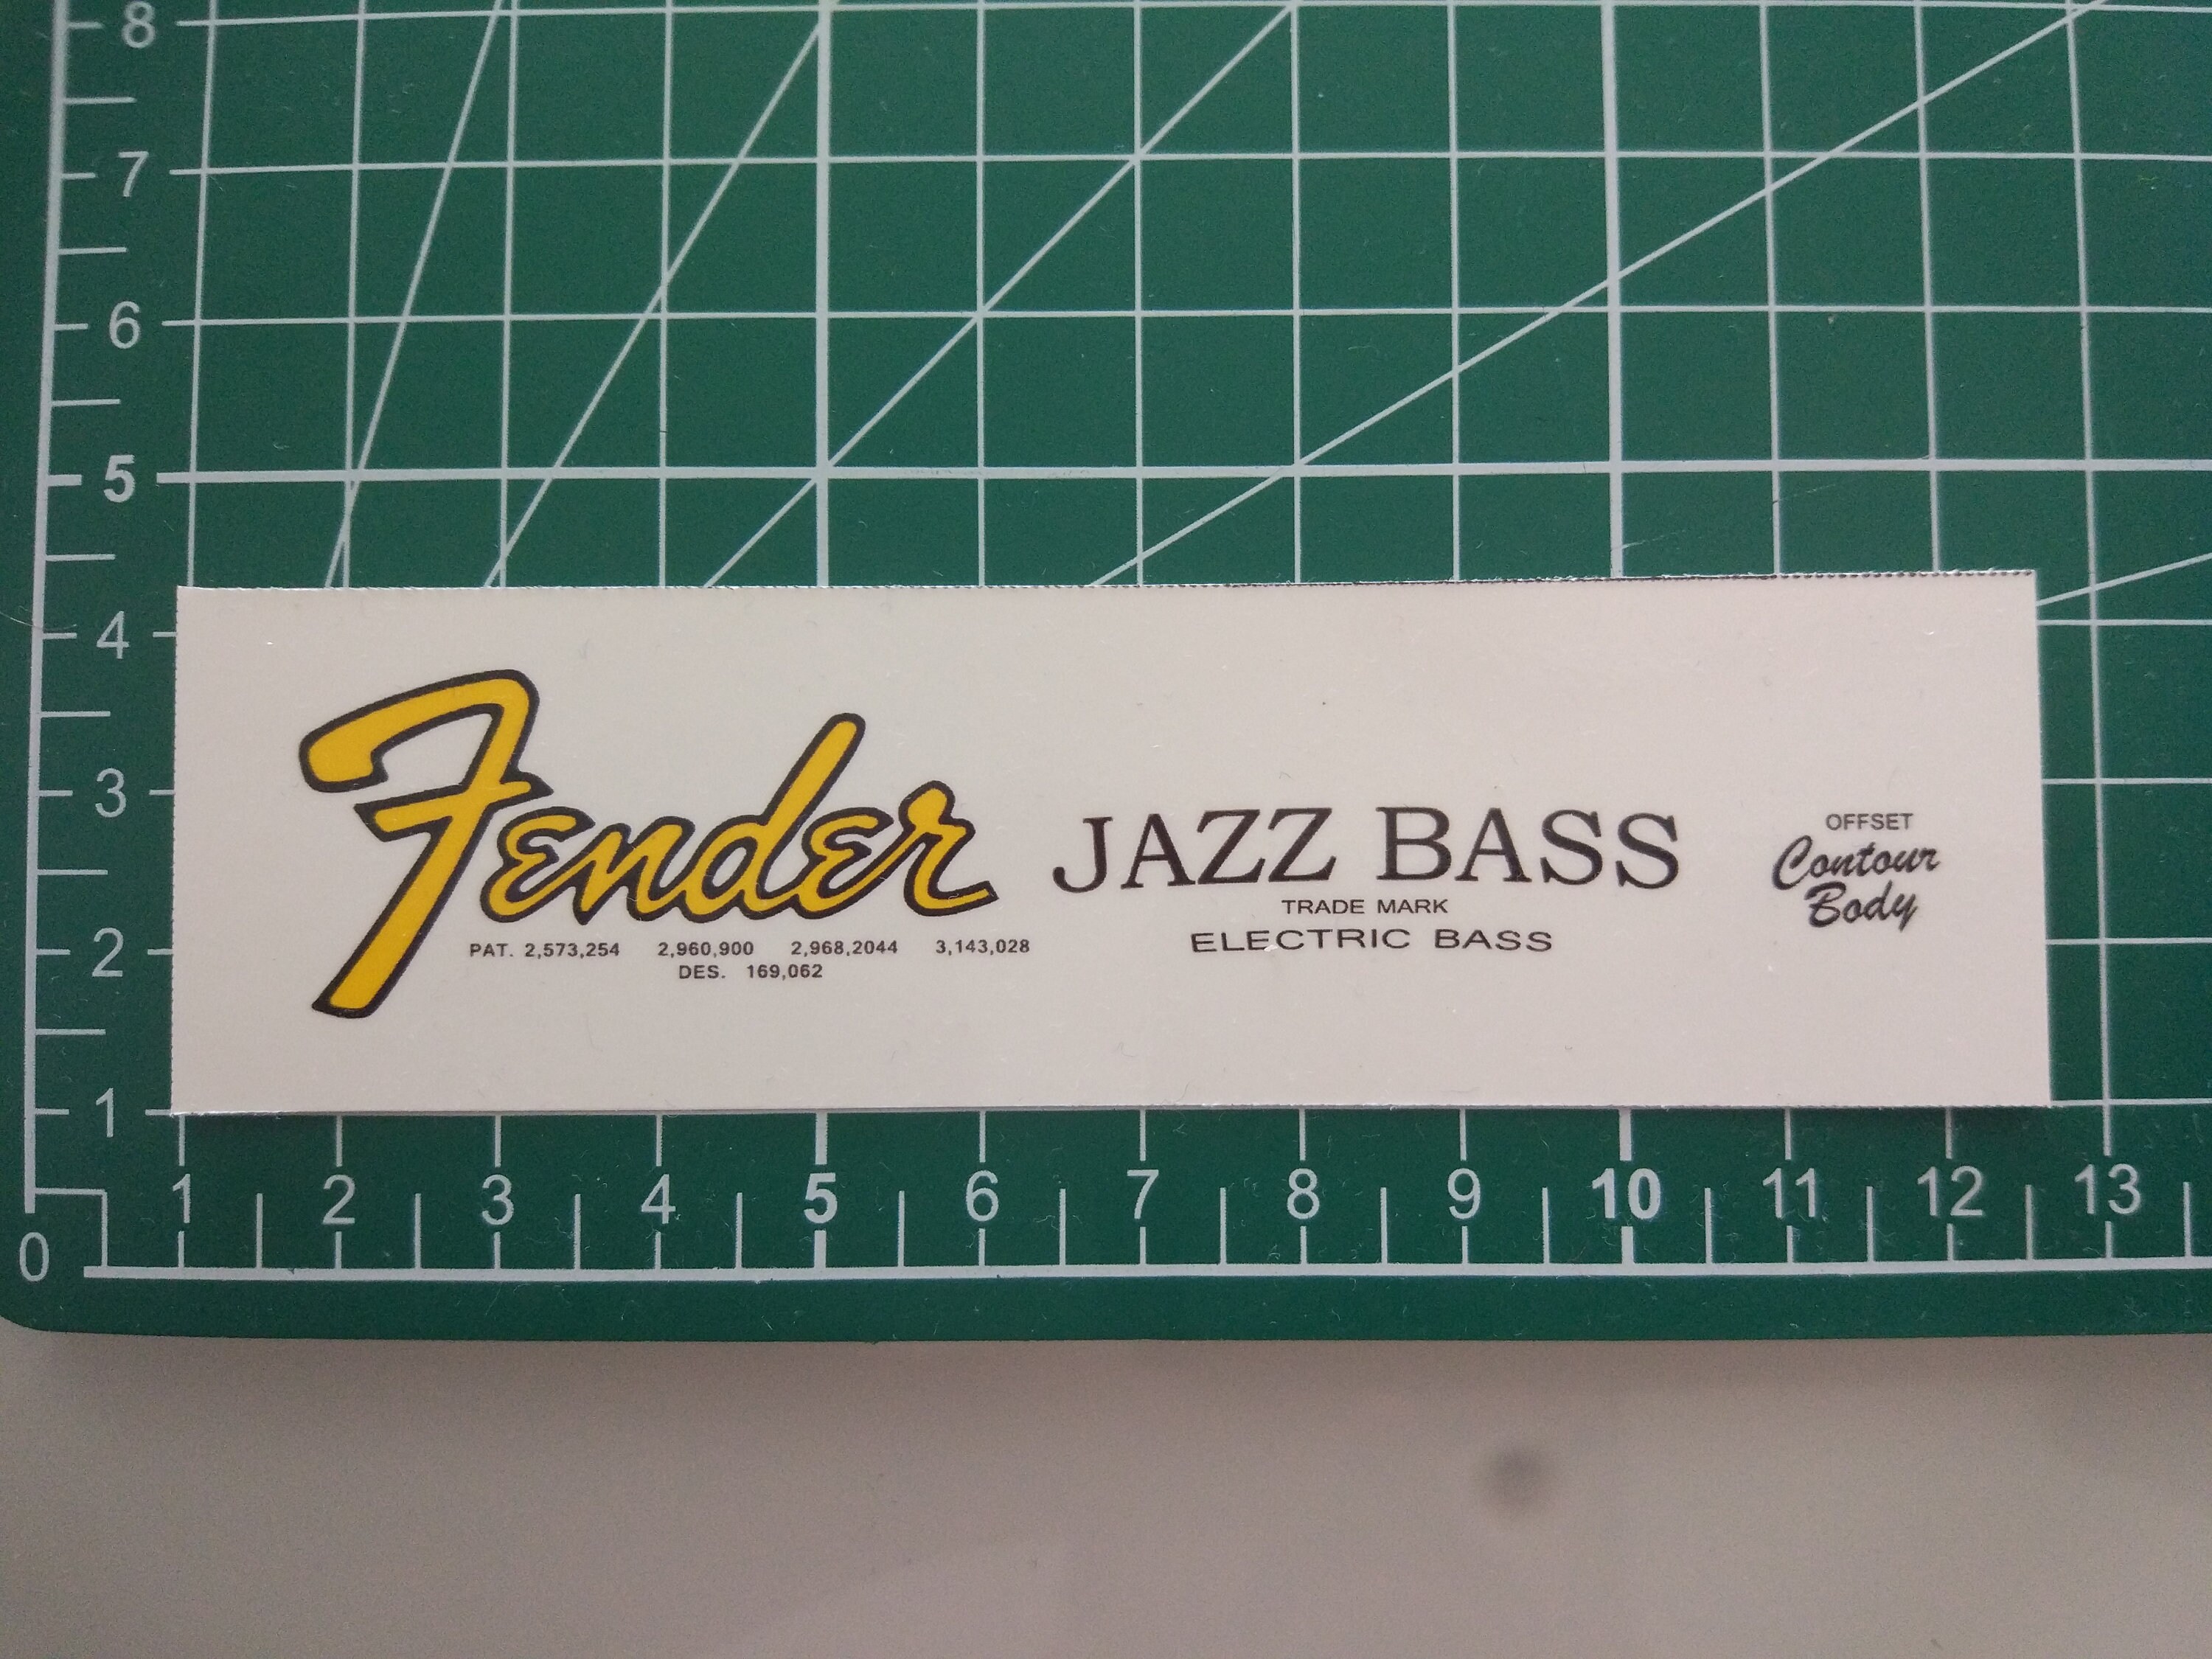 8
7
6
5
4
3
2
1
0
Fender
PAT. 2,573,254 2,960,900 2,968,2044 3,143,028
DES. 169,062
JAZZ BASS
TRADE MARK
ELECTRIC BASS
OFFSET
Contour
Body
1 2 3 4 5 6 7 8 9 10 11 12 13